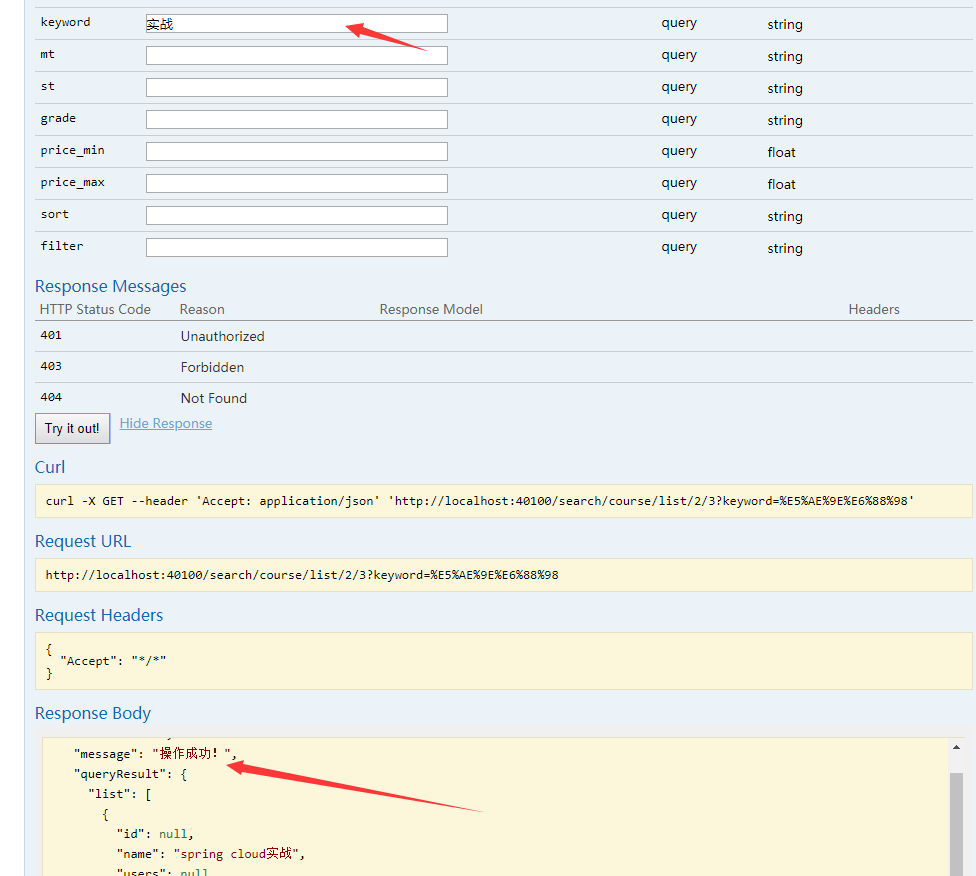 keyword 实战 query string
mt query string
st query string
grade query string
price_min query float
price_max query float
sort query string
filter query string
Response Messages
HTTP Status Code Reason Response Model Headers
401 Unauthorized
403 Forbidden
404 Not Found
Try it out! Hide Response
Curl
curl -X GET --header 'Accept: application/json' 'http://localhost:40100/search/course/list/2/3?keyword=%E5%AE%9E%E6%88%98'
Request URL
http://localhost:40100/search/course/list/2/3?keyword=%E5%AE%9E%E6%88%98
Request Headers
{
"Accept": "*/*"
}
Response Body
"message": "操作成功！",
"queryResult": {
"list": [
{
"id": null,
"name": "spring cloud实战",
"users": null